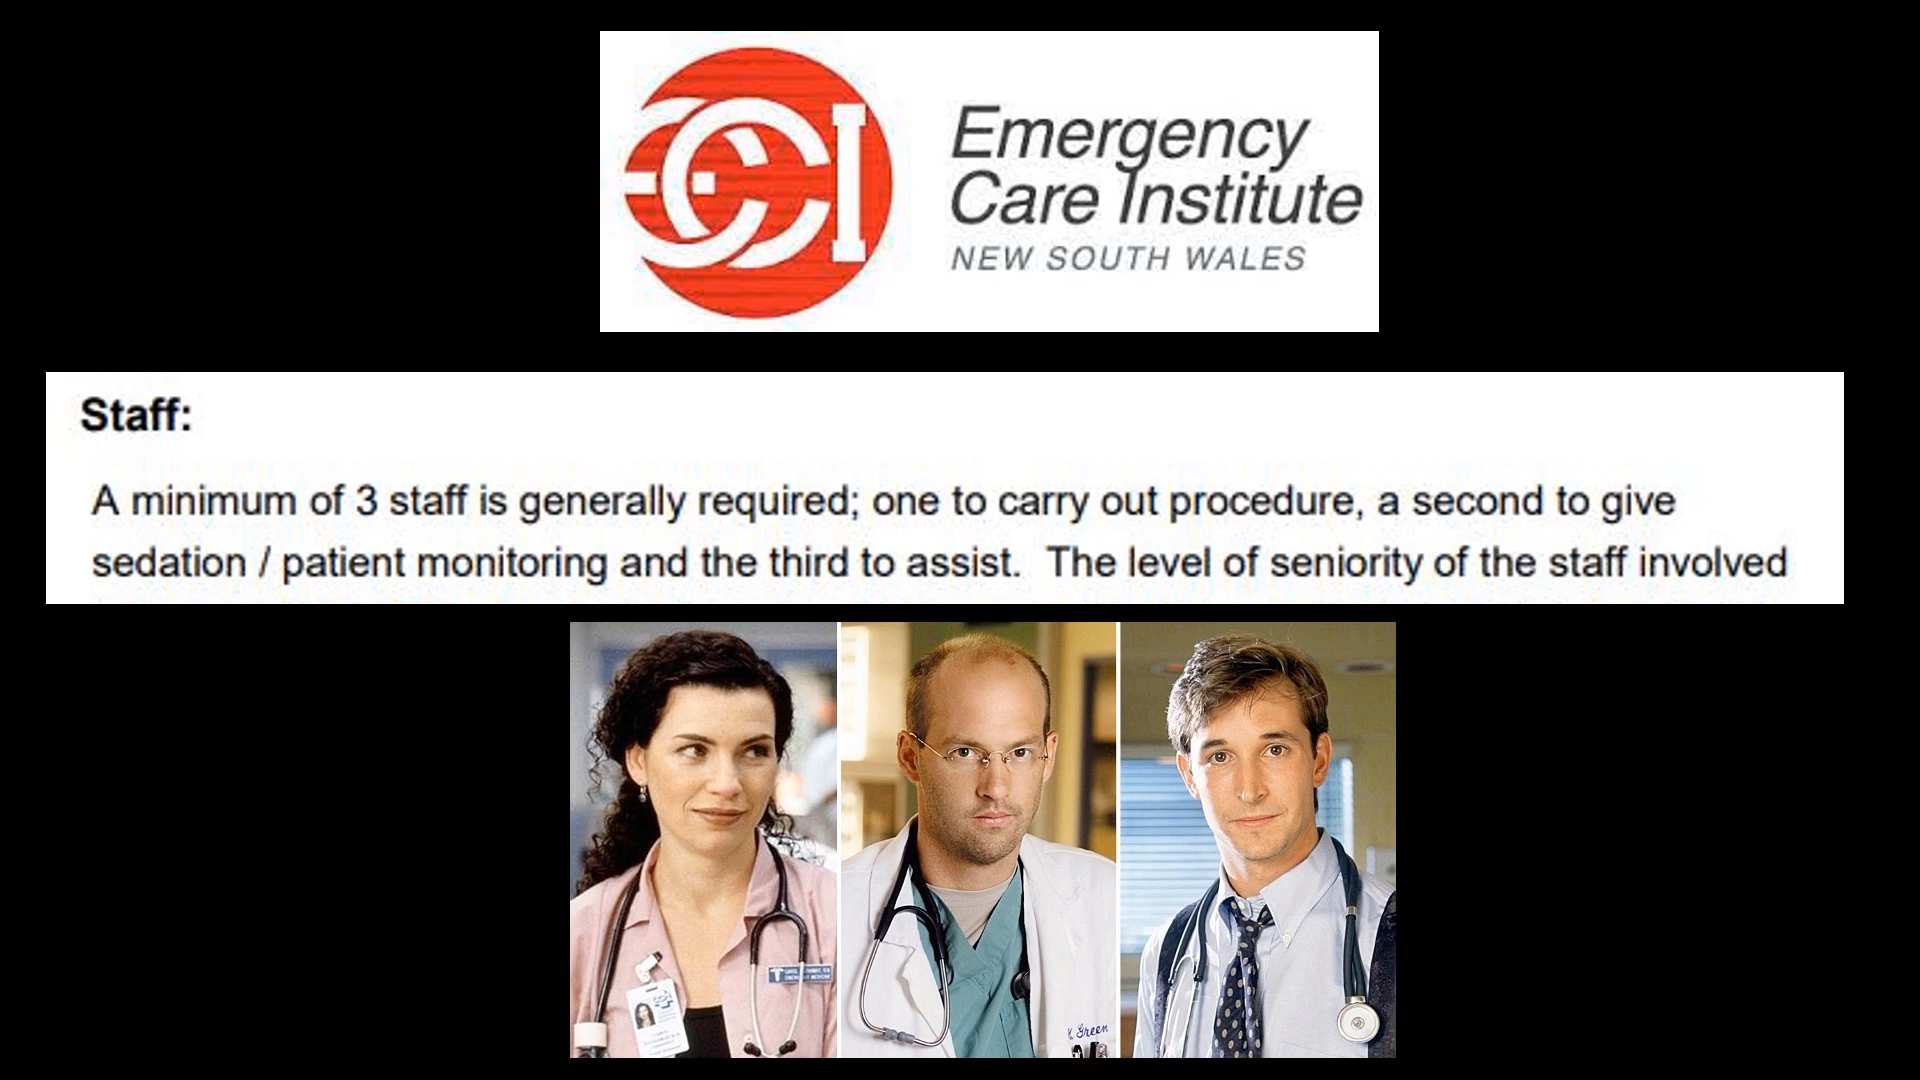 ECI
Emergency
Care Institute
NEW SOUTH WALES
Staff:
A minimum of 3 staff is generally required; one to carry out procedure, a second to give
sedation / patient monitoring and the third to assist.  The level of seniority of the staff involved
Green